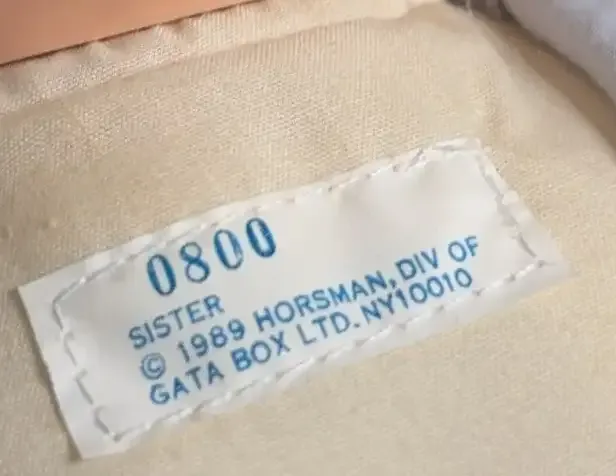 0800
SISTER
© 1989 HORSMAN, DIV OF
GATA BOX LTD. NY10010